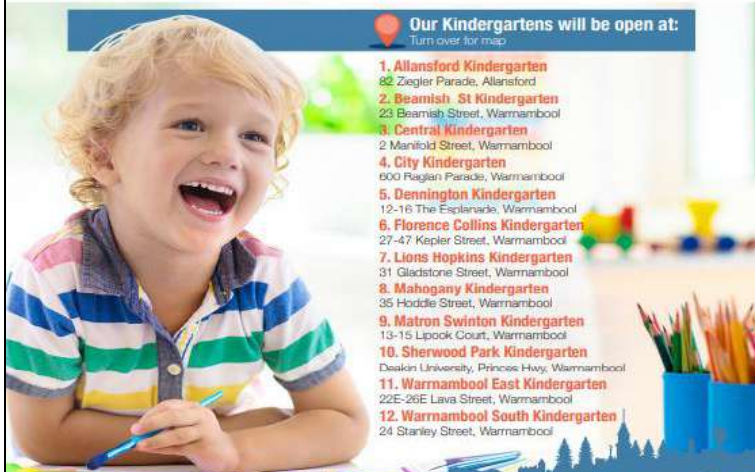 Our Kindergartens will be open at:
Turn over for map
1. Allansford Kindergarten
82 Ziegler Parade, Allansford
2. Beamish St Kindergarten
23 Beamish Street, Warrnambool
3. Central Kindergarten
2 Manifold Street, Warrnambool
4. City Kindergarten
600 Raglan Parade, Warrnambool
5. Dennington Kindergarten
12-16 The Esplanade, Warrnambool
6. Florence Collins Kindergarten
27-47 Kepler Street, Warrnambool
7. Lions Hopkins Kindergarten
31 Gladstone Street, Warrnambool
8. Mahogany Kindergarten
35 Hoddle Street, Warrnambool
9. Matron Swinton Kindergarten
13-15 Lipook Court, Warrnambool
10. Sherwood Park Kindergarten
Deakin University, Princes Hwy, Warrnambool
11. Warrnambool East Kindergarten
22E-26E Lava Street, Warrnambool
12. Warrnambool South Kindergarten
24 Stanley Street, Warrnambool